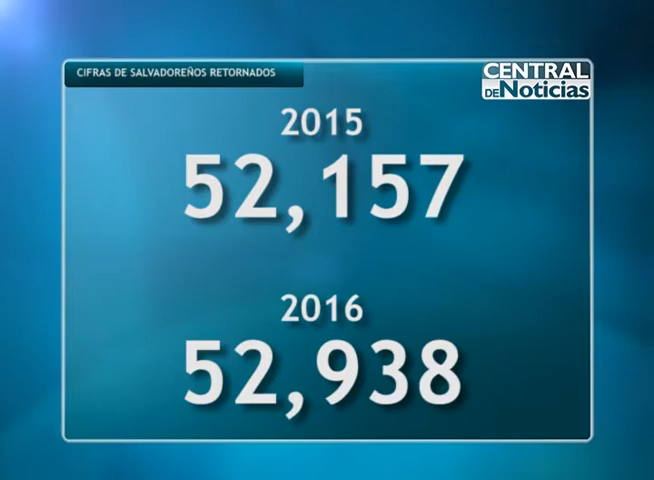 CIFRAS DE SALVADOREÑOS RETORNADOS
CENTRAL
DE Noticias
2015
52,157
2016
52,938